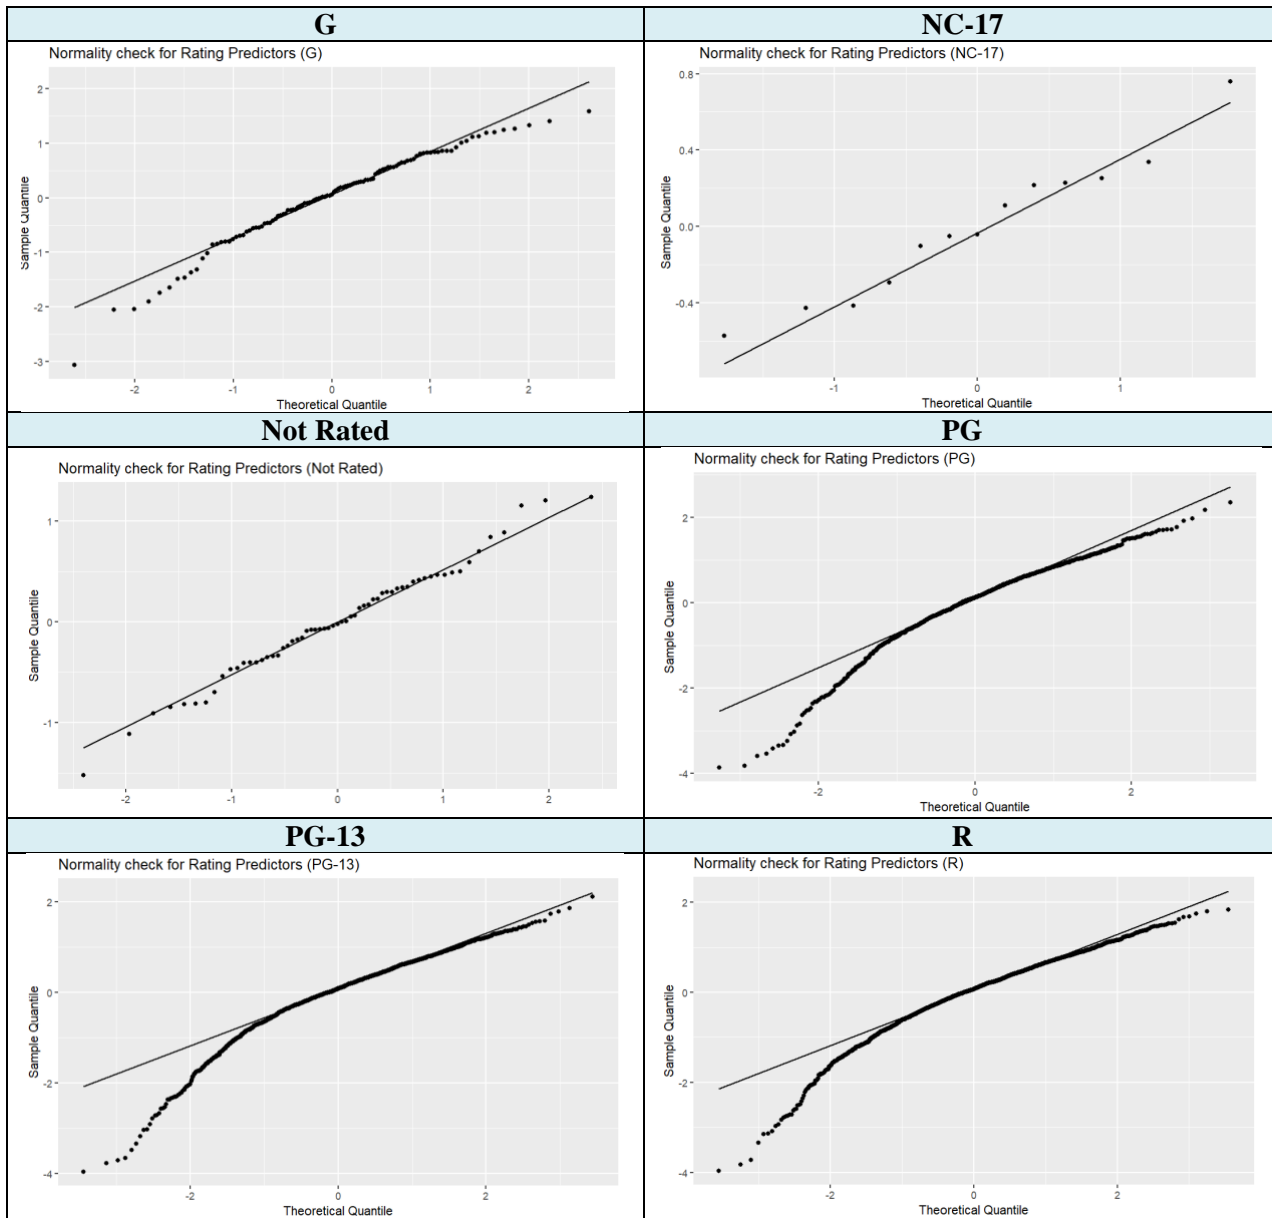 G
Normality check for Rating Predictors (G)
2
1
0
-1
-2
-3
Sample Quantile
-2
-1
0
1
2
Theoretical Quantile
NC-17
Normality check for Rating Predictors (NC-17)
0.8
0.4
0.0
-0.4
Sample Quantile
-1
0
1
Theoretical Quantile
Not Rated
Normality check for Rating Predictors (Not Rated)
1
0
-1
Sample Quantile
-2
-1
0
1
2
Theoretical Quantile
PG
Normality check for Rating Predictors (PG)
2
0
-2
-4
Sample Quantile
-2
0
2
Theoretical Quantile
PG-13
Normality check for Rating Predictors (PG-13)
2
0
-2
-4
Sample Quantile
-2
0
2
Theoretical Quantile
R
Normality check for Rating Predictors (R)
2
0
-2
-4
Sample Quantile
-2
0
2
Theoretical Quantile